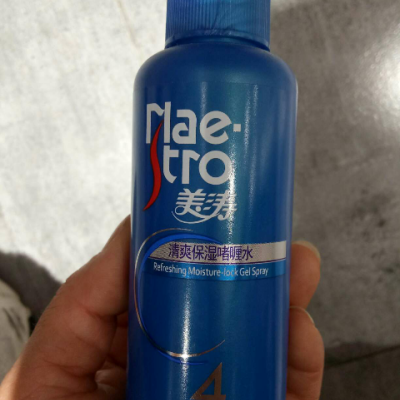 Mae·
stro
美涛
清爽保湿啫喱水
Refreshing Moisture-lock Gel Spray
4